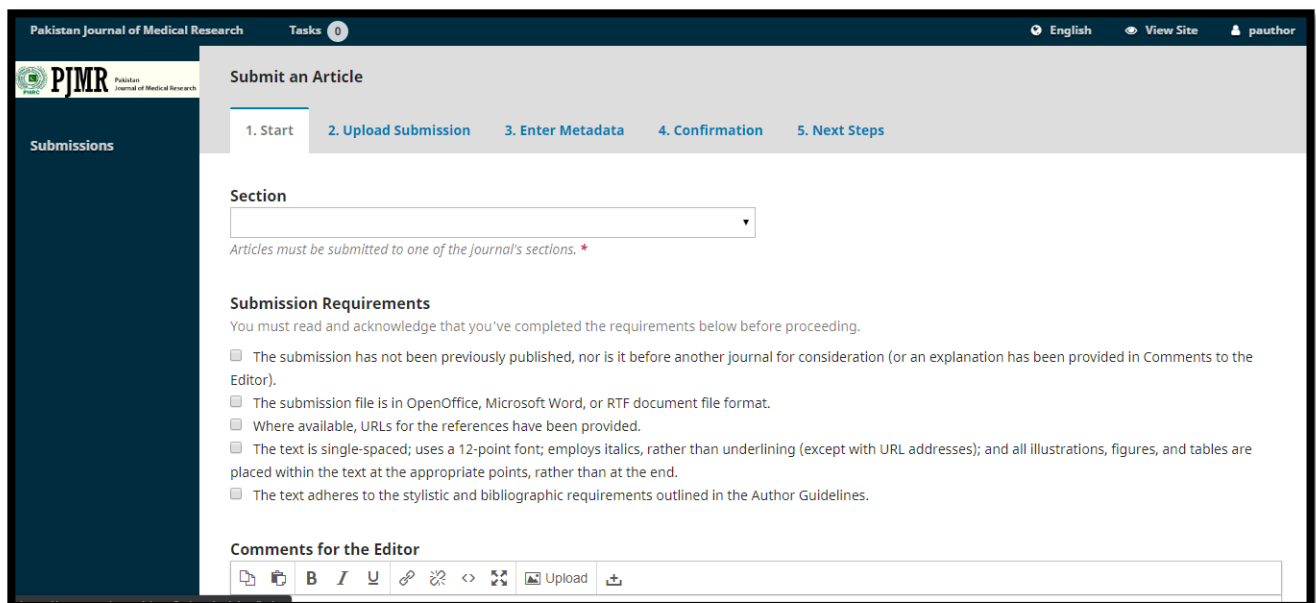 Pakistan Journal of Medical Research Tasks 0 English View Site pauthor
PHRC PJMR Pakistan
Journal of Medical Research
Submit an Article
1. Start 2. Upload Submission 3. Enter Metadata 4. Confirmation 5. Next Steps
Submissions
Section
Articles must be submitted to one of the journal's sections. *
Submission Requirements
You must read and acknowledge that you've completed the requirements below before proceeding.
The submission has not been previously published, nor is it before another journal for consideration (or an explanation has been provided in Comments to the
Editor).
The submission file is in OpenOffice, Microsoft Word, or RTF document file format.
Where available, URLs for the references have been provided.
The text is single-spaced; uses a 12-point font; employs italics, rather than underlining (except with URL addresses); and all illustrations, figures, and tables are
placed within the text at the appropriate points, rather than at the end.
The text adheres to the stylistic and bibliographic requirements outlined in the Author Guidelines.
Comments for the Editor
B I U <> Upload